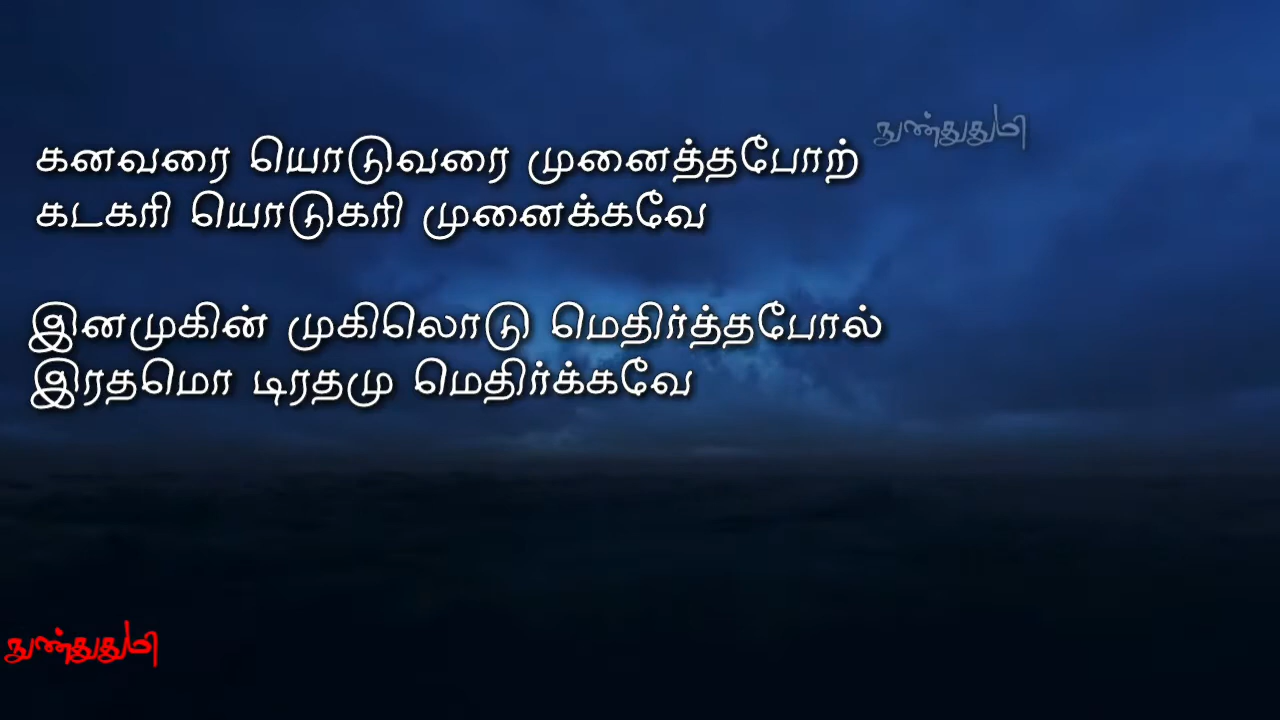 நுண்துதுமி
கனவரை யொடுவரை முனைத்தபோற்
கடகரி யொடுகரி முனைக்கவே
இனமுகின் முகிலொடு மெதிர்த்தபோல்
இரதமொ டிரதமு மெதிர்க்கவே
நுண்துதுமி